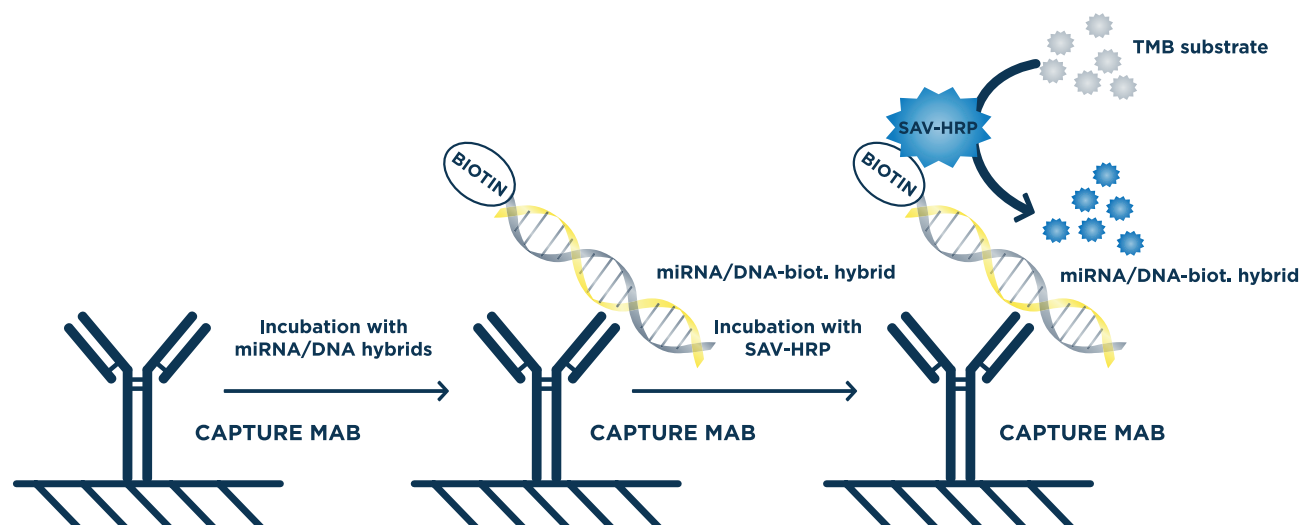 TMB substrate
SAV-HRP
BIOTIN
BIOTIN
miRNA/DNA-biot. hybrid
miRNA/DNA-biot. hybrid
Incubation with
miRNA/DNA hybrids
Incubation with
SAV-HRP
CAPTURE MAB
CAPTURE MAB
CAPTURE MAB